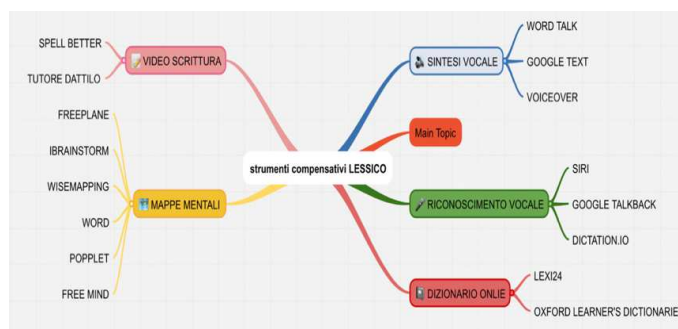 SPELL BETTER
TUTORE DATTILO
VIDEO SCRITTURA
FREEPLANE
IBRAINSTORM
WISEMAPPING
WORD
POPPLET
FREE MIND
MAPPE MENTALI
strumenti compensativi LESSICO
WORD TALK
GOOGLE TEXT
VOICEOVER
SINTESI VOCALE
Main Topic
SIRI
GOOGLE TALKBACK
DICTATION.IO
RICONOSCIMENTO VOCALE
LEXI24
OXFORD LEARNER'S DICTIONARIE
DIZIONARIO ONLIE